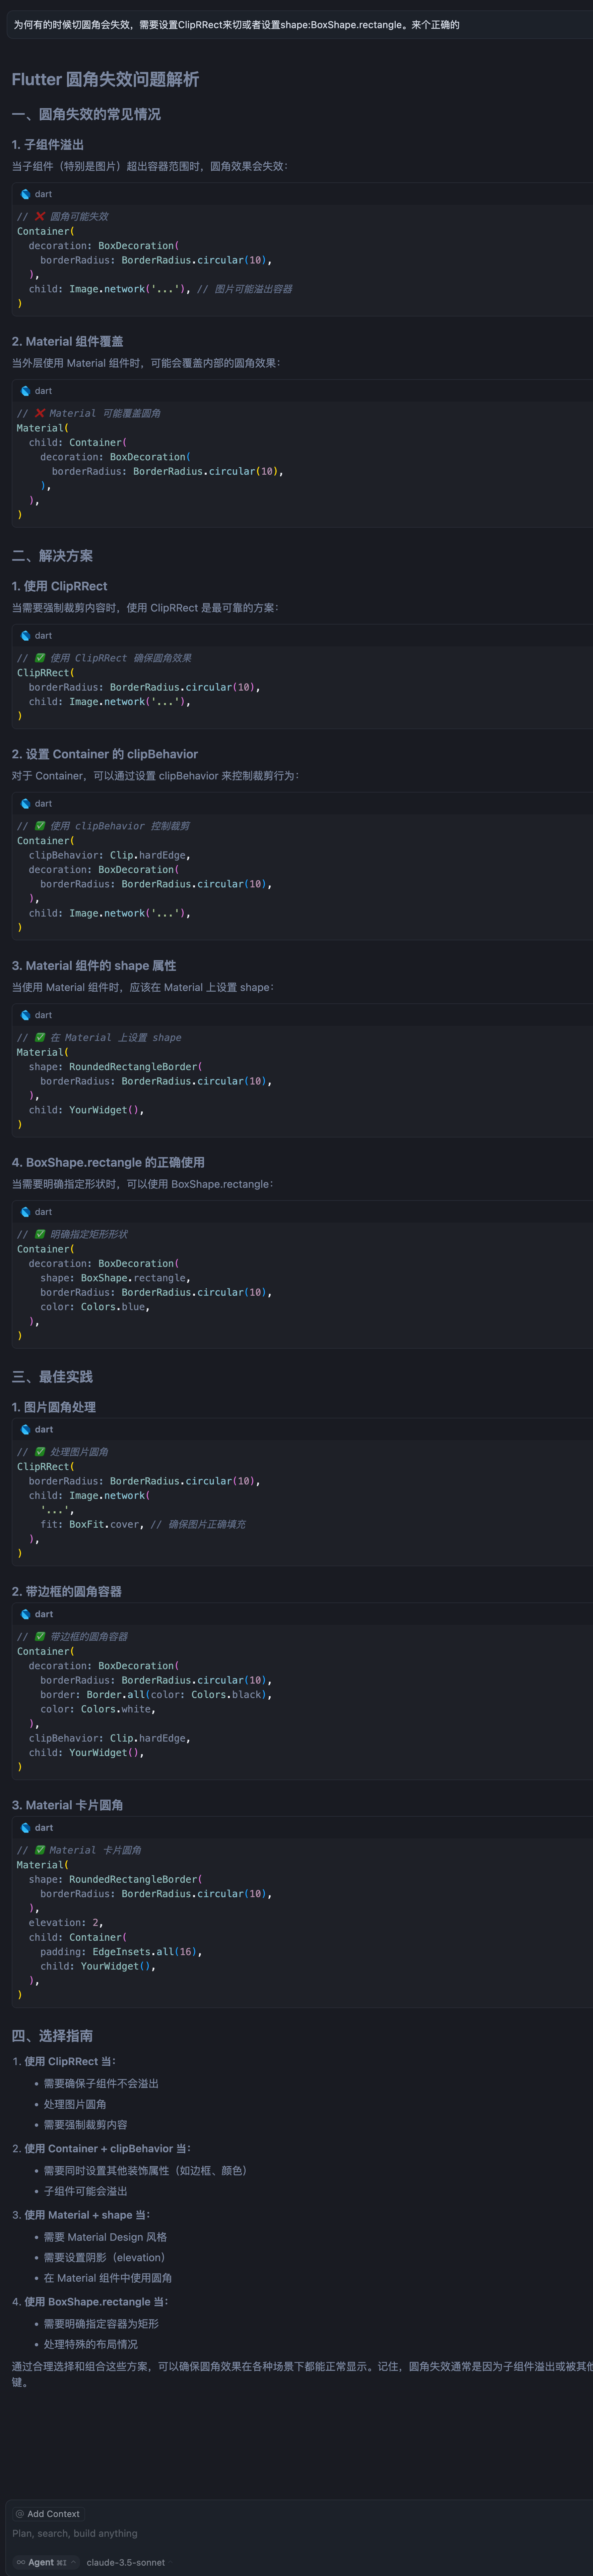 为何有的时候切圆角会失败，需要设置ClipRRect来切或者设置shape:BoxShape.rectangle。来个正确的
Flutter 圆角失效问题解析
一、圆角失效的常见情况
1. 子组件溢出
当子组件（特别是图片）超出容器范围时，圆角效果会失效：
dart
// ❌ 圆角可能失效
Container(
  decoration: BoxDecoration(
    borderRadius: BorderRadius.circular(10),
  ),
  child: Image.network('...'), // 图片可能溢出容器
)
2. Material 组件覆盖
当外层使用 Material 组件时，可能会覆盖内部的圆角效果：
dart
// ❌ Material 可能覆盖圆角
Material(
  child: Container(
    decoration: BoxDecoration(
      borderRadius: BorderRadius.circular(10),
    ),
  ),
)
二、解决方案
1. 使用 ClipRRect
当需要强制裁剪内容时，使用 ClipRRect 是最可靠的方案：
dart
// ✅ 使用 ClipRRect 确保圆角效果
ClipRRect(
  borderRadius: BorderRadius.circular(10),
  child: Image.network('...'),
)
2. 设置 Container 的 clipBehavior
对于 Container，可以通过设置 clipBehavior 来控制裁剪行为：
dart
// ✅ 使用 clipBehavior 控制裁剪
Container(
  clipBehavior: Clip.hardEdge,
  decoration: BoxDecoration(
    borderRadius: BorderRadius.circular(10),
  ),
  child: Image.network('...'),
)
3. Material 组件的 shape 属性
当使用 Material 组件时，应该在 Material 上设置 shape：
dart
// ✅ 在 Material 上设置 shape
Material(
  shape: RoundedRectangleBorder(
    borderRadius: BorderRadius.circular(10),
  ),
  child: YourWidget(),
)
4. BoxShape.rectangle 的正确使用
当需要明确指定形状时，可以使用 BoxShape.rectangle：
dart
// ✅ 明确指定矩形形状
Container(
  decoration: BoxDecoration(
    shape: BoxShape.rectangle,
    borderRadius: BorderRadius.circular(10),
    color: Colors.blue,
  ),
)
三、最佳实践
1. 图片圆角处理
dart
// ✅ 处理图片圆角
ClipRRect(
  borderRadius: BorderRadius.circular(10),
  child: Image.network(
    '...',
    fit: BoxFit.cover, // 确保图片正确填充
  ),
)
2. 带边框的圆角容器
dart
// ✅ 带边框的圆角容器
Container(
  decoration: BoxDecoration(
    borderRadius: BorderRadius.circular(10),
    border: Border.all(color: Colors.black),
    color: Colors.white,
  ),
  clipBehavior: Clip.hardEdge,
  child: YourWidget(),
)
3. Material 卡片圆角
dart
// ✅ Material 卡片圆角
Material(
  shape: RoundedRectangleBorder(
    borderRadius: BorderRadius.circular(10),
  ),
  elevation: 2,
  child: Container(
    padding: EdgeInsets.all(16),
    child: YourWidget(),
  ),
)
四、选择指南
1. 使用 ClipRRect 当：
• 需要确保子组件不会溢出
• 处理图片圆角
• 需要强制裁剪内容
2. 使用 Container + clipBehavior 当：
• 需要同时设置其他装饰属性（如边框、颜色）
• 子组件可能会溢出
3. 使用 Material + shape 当：
• 需要 Material Design 风格
• 需要设置阴影（elevation）
• 在 Material 组件中使用圆角
4. 使用 BoxShape.rectangle 当：
• 需要明确指定容器为矩形
• 处理特殊的布局情况
通过合理选择和组合这些方案，可以确保圆角效果在各种场景下都能正常显示。记住，圆角失效通常是因为子组件溢出或被其他
键。
@ Add Context
Plan, search, build anything
∞ Agent ⌘I
claude-3.5-sonnet